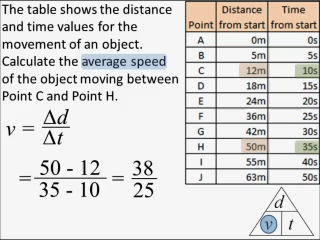 The table shows the distance
and time values for the
movement of an object.
Calculate the average speed
of the object moving between
Point C and Point H.
v = Δd / Δt
= 50 - 12 / 35 - 10 = 38 / 25
Point Distance from start Time from start
A 0m 0s
B 5m 5s
C 12m 10s
D 18m 15s
E 24m 20s
F 36m 25s
G 42m 30s
H 50m 35s
I 55m 40s
J 63m 50s
d
v t